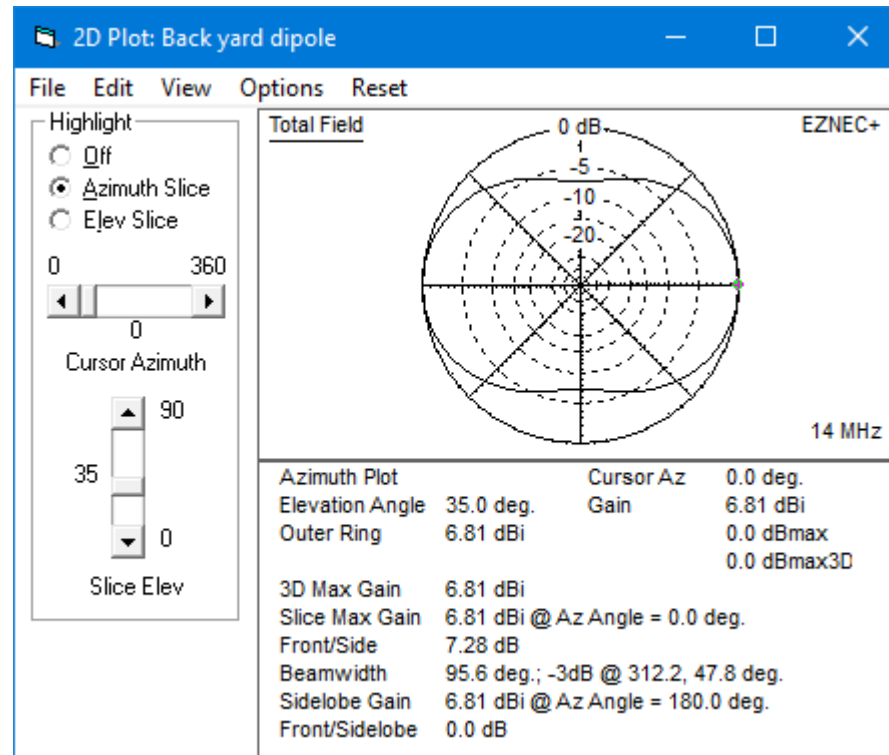 2D Plot: Back yard dipole
File Edit View Options Reset
Highlight
Off
Azimuth Slice
Elev Slice
0 360
0
Cursor Azimuth
90
35
0
Slice Elev
Total Field
EZNEC+
0 dB
-5
-10
-20
14 MHz
Azimuth Plot Cursor Az 0.0 deg.
Elevation Angle 35.0 deg. Gain 6.81 dBi
Outer Ring 6.81 dBi 0.0 dBmax
0.0 dBmax3D
3D Max Gain 6.81 dBi
Slice Max Gain 6.81 dBi @ Az Angle = 0.0 deg.
Front/Side 7.28 dB
Beamwidth 95.6 deg.; -3dB @ 312.2, 47.8 deg.
Sidelobe Gain 6.81 dBi @ Az Angle = 180.0 deg.
Front/Sidelobe 0.0 dB